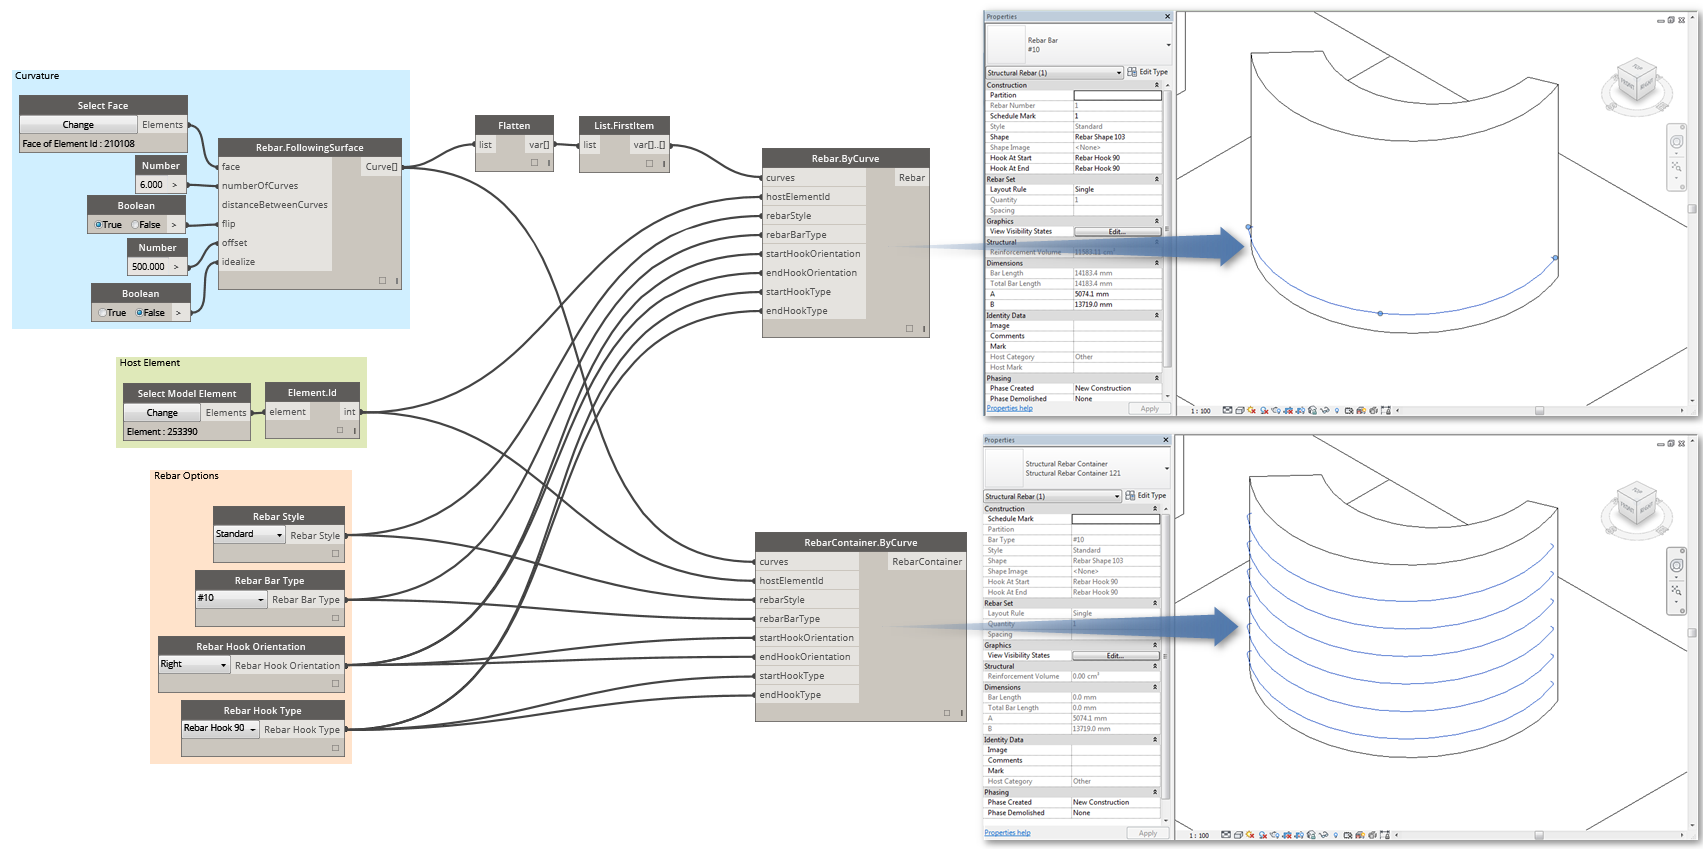 Curvature
Select Face
Change
Elements
Face of Element Id : 210108
Number
6.000 >
Boolean
True False >
Number
500.000 >
Boolean
True False >
Rebar.FollowingSurface
face Curve[]
numberOfCurves
distanceBetweenCurves
flip
offset
idealize
Flatten
list var[]
List.FirstItem
list var[]..[]
Rebar.ByCurve
curves Rebar
hostElementId
rebarStyle
rebarBarType
startHookOrientation
endHookOrientation
startHookType
endHookType
Host Element
Select Model Element
Change Elements
Element : 253390
Element.Id
element int
Rebar Options
Rebar Style
Standard Rebar Style
Rebar Bar Type
#10 Rebar Bar Type
Rebar Hook Orientation
Right Rebar Hook Orientation
Rebar Hook Type
Rebar Hook 90 Rebar Hook Type
RebarContainer.ByCurve
curves RebarContainer
hostElementId
rebarStyle
rebarBarType
startHookOrientation
endHookOrientation
startHookType
endHookType
Properties
Rebar Bar
#10
Structural Rebar (1) Edit Type
Construction
Partition
Rebar Number 1
Schedule Mark 1
Style Standard
Shape Rebar Shape 103
Shape Image <None>
Hook At Start Rebar Hook 90
Hook At End Rebar Hook 90
Rebar Set
Layout Rule Single
Quantity 1
Spacing
Graphics
View Visibility States Edit...
Structural
Reinforcement Volume
Dimensions
Bar Length 14183.4 mm
Total Bar Length 14183.4 mm
A 5074.1 mm
B 13719.0 mm
Identity Data
Image
Comments
Mark
Host Category Other
Host Mark
Phasing
Phase Created New Construction
Phase Demolished None
Properties help Apply
1 : 100
TOP
FRONT
RIGHT
Properties
Structural Rebar Container
Structural Rebar Container 121
Structural Rebar (1) Edit Type
Construction
Schedule Mark
Partition
Bar Type #10
Style Standard
Shape Rebar Shape 103
Shape Image <None>
Hook At Start Rebar Hook 90
Hook At End Rebar Hook 90
Rebar Set
Layout Rule Single
Quantity
Spacing
Graphics
View Visibility States Edit...
Structural
Reinforcement Volume 0.00 cm³
Dimensions
Bar Length 0.0 mm
Total Bar Length 0.0 mm
A 5074.1 mm
B 13719.0 mm
Identity Data
Image
Comments
Mark
Host Category Other
Phasing
Phase Created New Construction
Phase Demolished None
Properties help Apply
1 : 100
TOP
FRONT
RIGHT